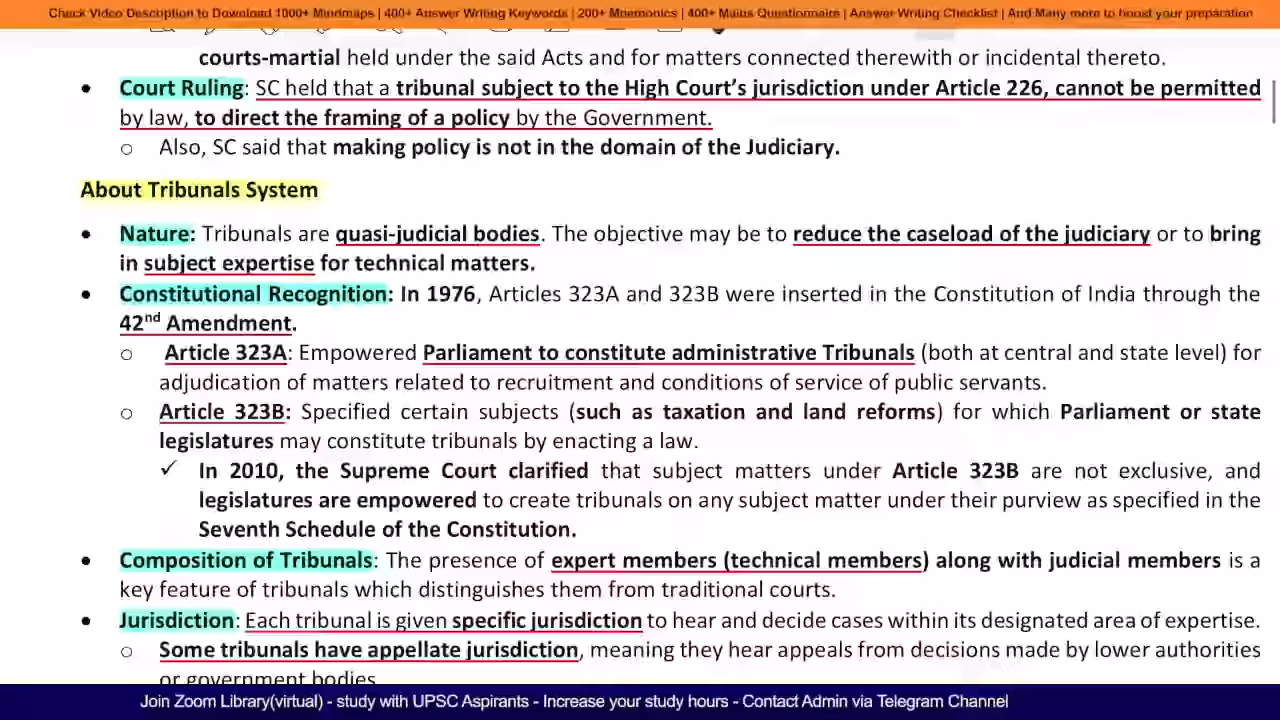 Check Video Description to Download 1000+ Mindmaps | 400+ Answer Writing Keywords | 200+ Mnemonics | 400+ Mains Questionnaire | Answer Writing Checklist | And Many more to boost your preparation
courts-martial held under the said Acts and for matters connected therewith or incidental thereto.
• Court Ruling: SC held that a tribunal subject to the High Court’s jurisdiction under Article 226, cannot be permitted
by law, to direct the framing of a policy by the Government.
o Also, SC said that making policy is not in the domain of the Judiciary.
About Tribunals System
• Nature: Tribunals are quasi-judicial bodies. The objective may be to reduce the caseload of the judiciary or to bring
in subject expertise for technical matters.
• Constitutional Recognition: In 1976, Articles 323A and 323B were inserted in the Constitution of India through the
42nd Amendment.
o Article 323A: Empowered Parliament to constitute administrative Tribunals (both at central and state level) for
adjudication of matters related to recruitment and conditions of service of public servants.
o Article 323B: Specified certain subjects (such as taxation and land reforms) for which Parliament or state
legislatures may constitute tribunals by enacting a law.
✓ In 2010, the Supreme Court clarified that subject matters under Article 323B are not exclusive, and
legislatures are empowered to create tribunals on any subject matter under their purview as specified in the
Seventh Schedule of the Constitution.
• Composition of Tribunals: The presence of expert members (technical members) along with judicial members is a
key feature of tribunals which distinguishes them from traditional courts.
• Jurisdiction: Each tribunal is given specific jurisdiction to hear and decide cases within its designated area of expertise.
o Some tribunals have appellate jurisdiction, meaning they hear appeals from decisions made by lower authorities
or government bodies
Join Zoom Library(virtual) - study with UPSC Aspirants - Increase your study hours - Contact Admin via Telegram Channel